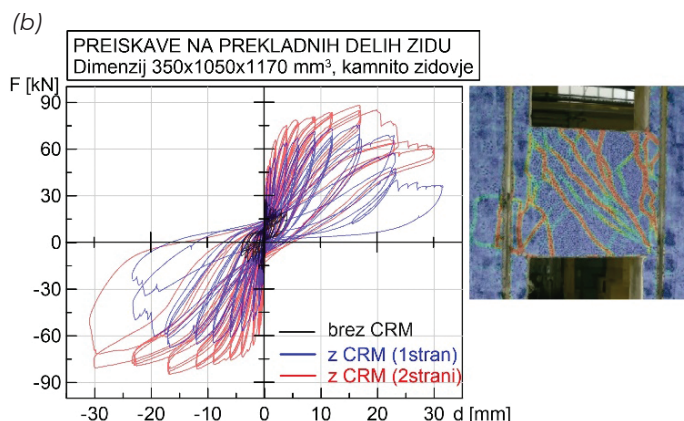 (b)
PREISKAVE NA PREKLADNIH DELIH ZIDU
Dimenzij 350x1050x1170 mm³, kamnito zidovje
F [kN]
90
60
30
0
-30
-60
-90
brez CRM
z CRM (1stran)
z CRM (2strani)
-30 -20 -10 0 10 20 30
d [mm]